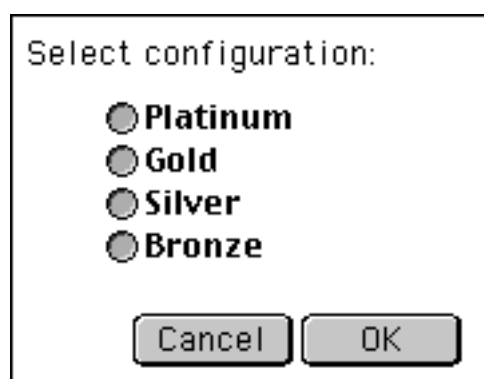 Select configuration:
Platinum
Gold
Silver
Bronze
Cancel OK